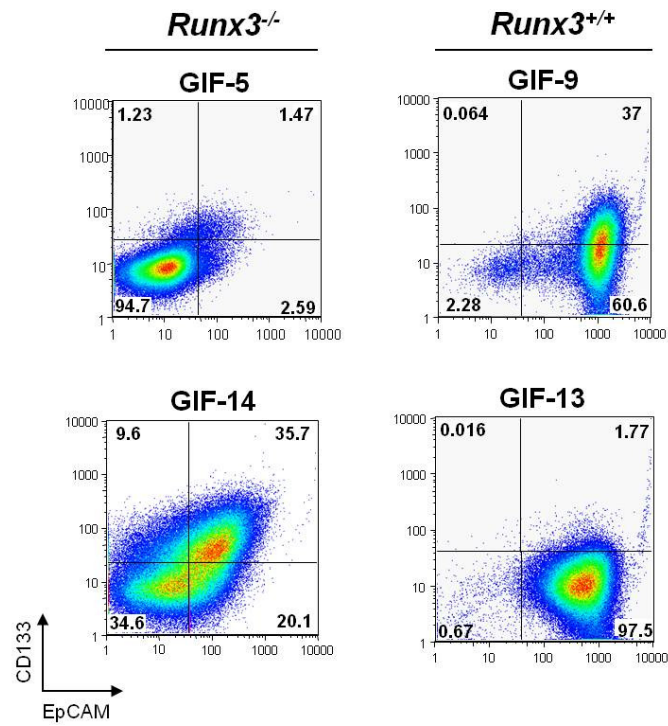 Runx3-/- Runx3+/+
GIF-5 GIF-9
10000 1.23 1.47 10000 0.064 37
1000 1000
100 100
10 10
94.7 2.59 2.28 60.6
1 1
1 10 100 1000 10000 1 10 100 1000 10000
GIF-14 GIF-13
10000 9.6 35.7 10000 0.016 1.77
1000 1000
100 100
10 10
34.6 20.1 0.67 97.5
1 1
1 10 100 1000 10000 1 10 100 1000 10000
CD133
EpCAM